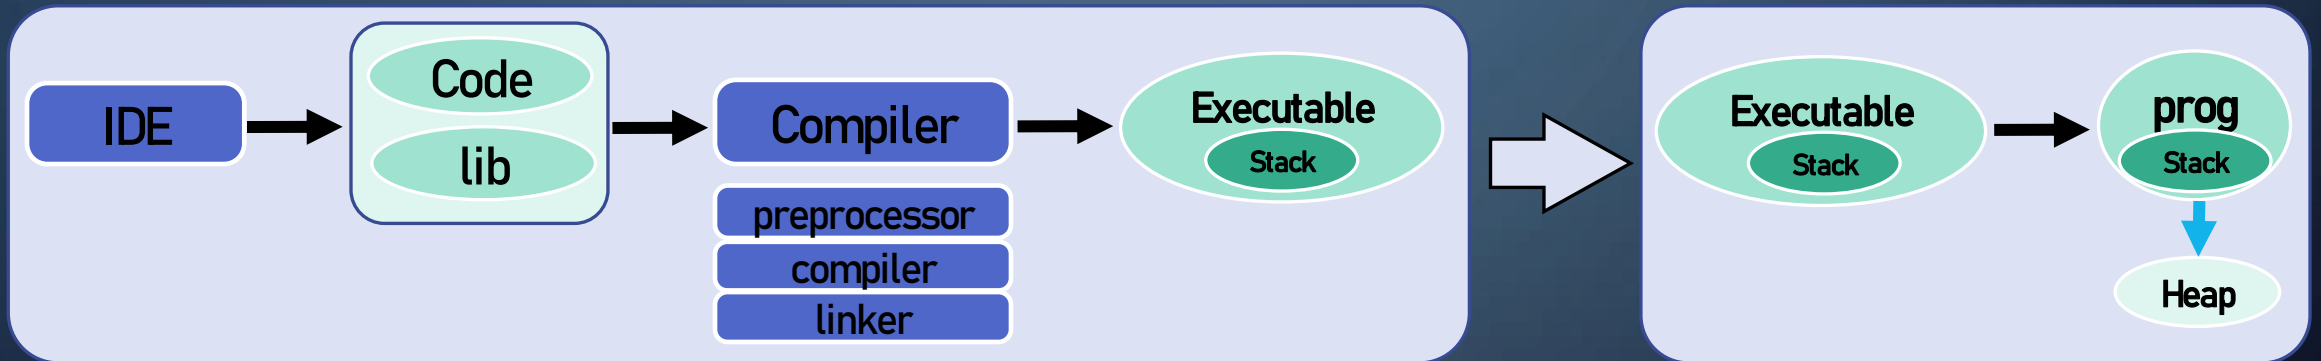 IDE
Code
lib
Compiler
preprocessor
compiler
linker
Executable
Stack
Executable
Stack
prog
Stack
Heap